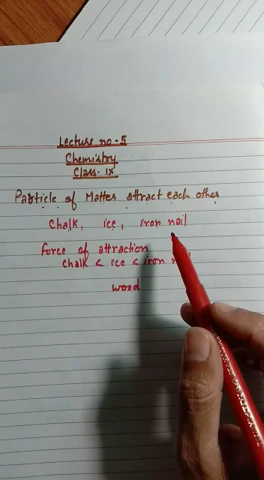 Lecture no-5
Chemistry
Class-IX
Particle of Matter attract each other
Chalk, ice, iron nail
Force of attraction
Chalk < ice < iron n
wood